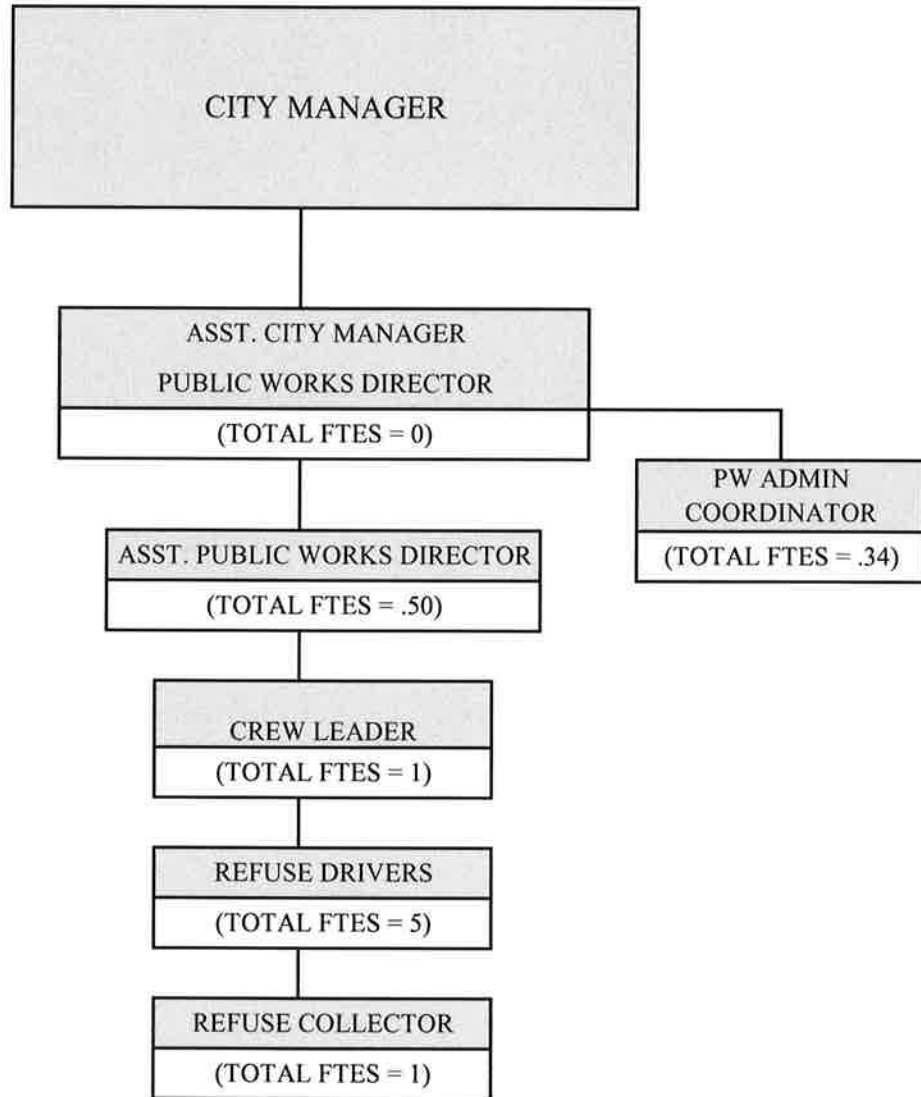 CITY MANAGER
ASST. CITY MANAGER
PUBLIC WORKS DIRECTOR
(TOTAL FTES = 0)
PW ADMIN
COORDINATOR
(TOTAL FTES = .34)
ASST. PUBLIC WORKS DIRECTOR
(TOTAL FTES = .50)
CREW LEADER
(TOTAL FTES = 1)
REFUSE DRIVERS
(TOTAL FTES = 5)
REFUSE COLLECTOR
(TOTAL FTES = 1)